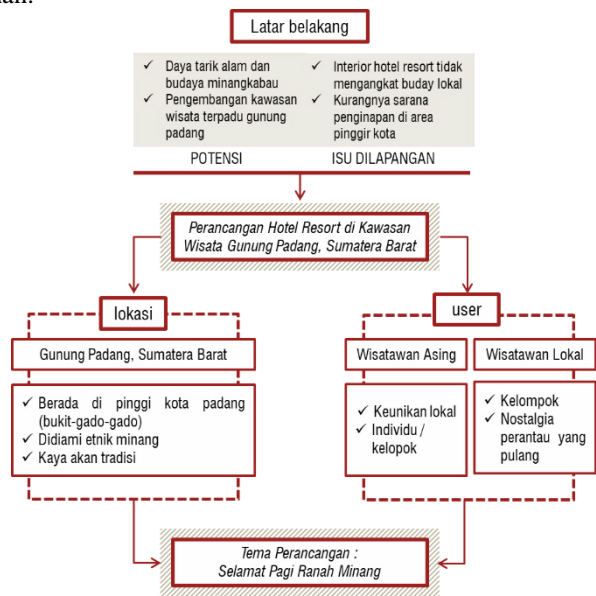 Latar belakang
✓ Daya tarik alam dan
budaya minangkabau
✓ Pengembangan kawasan
wisata terpadu gunung
padang
✓ Interior hotel resort tidak
mengangkat buday lokal
✓ Kurangnya sarana
penginapan di area
pinggir kota
POTENSI
ISU DILAPANGAN
Perancangan Hotel Resort di Kawasan
Wisata Gunung Padang, Sumatera Barat
lokasi
Gunung Padang, Sumatera Barat
✓ Berada di pinggi kota padang
(bukit-gado-gado)
✓ Didiami etnik minang
✓ Kaya akan tradisi
user
Wisatawan Asing
✓ Keunikan lokal
✓ Individu /
kelopok
Wisatawan Lokal
✓ Kelompok
✓ Nostalgia
perantau yang
pulang
Tema Perancangan :
Selamat Pagi Ranah Minang